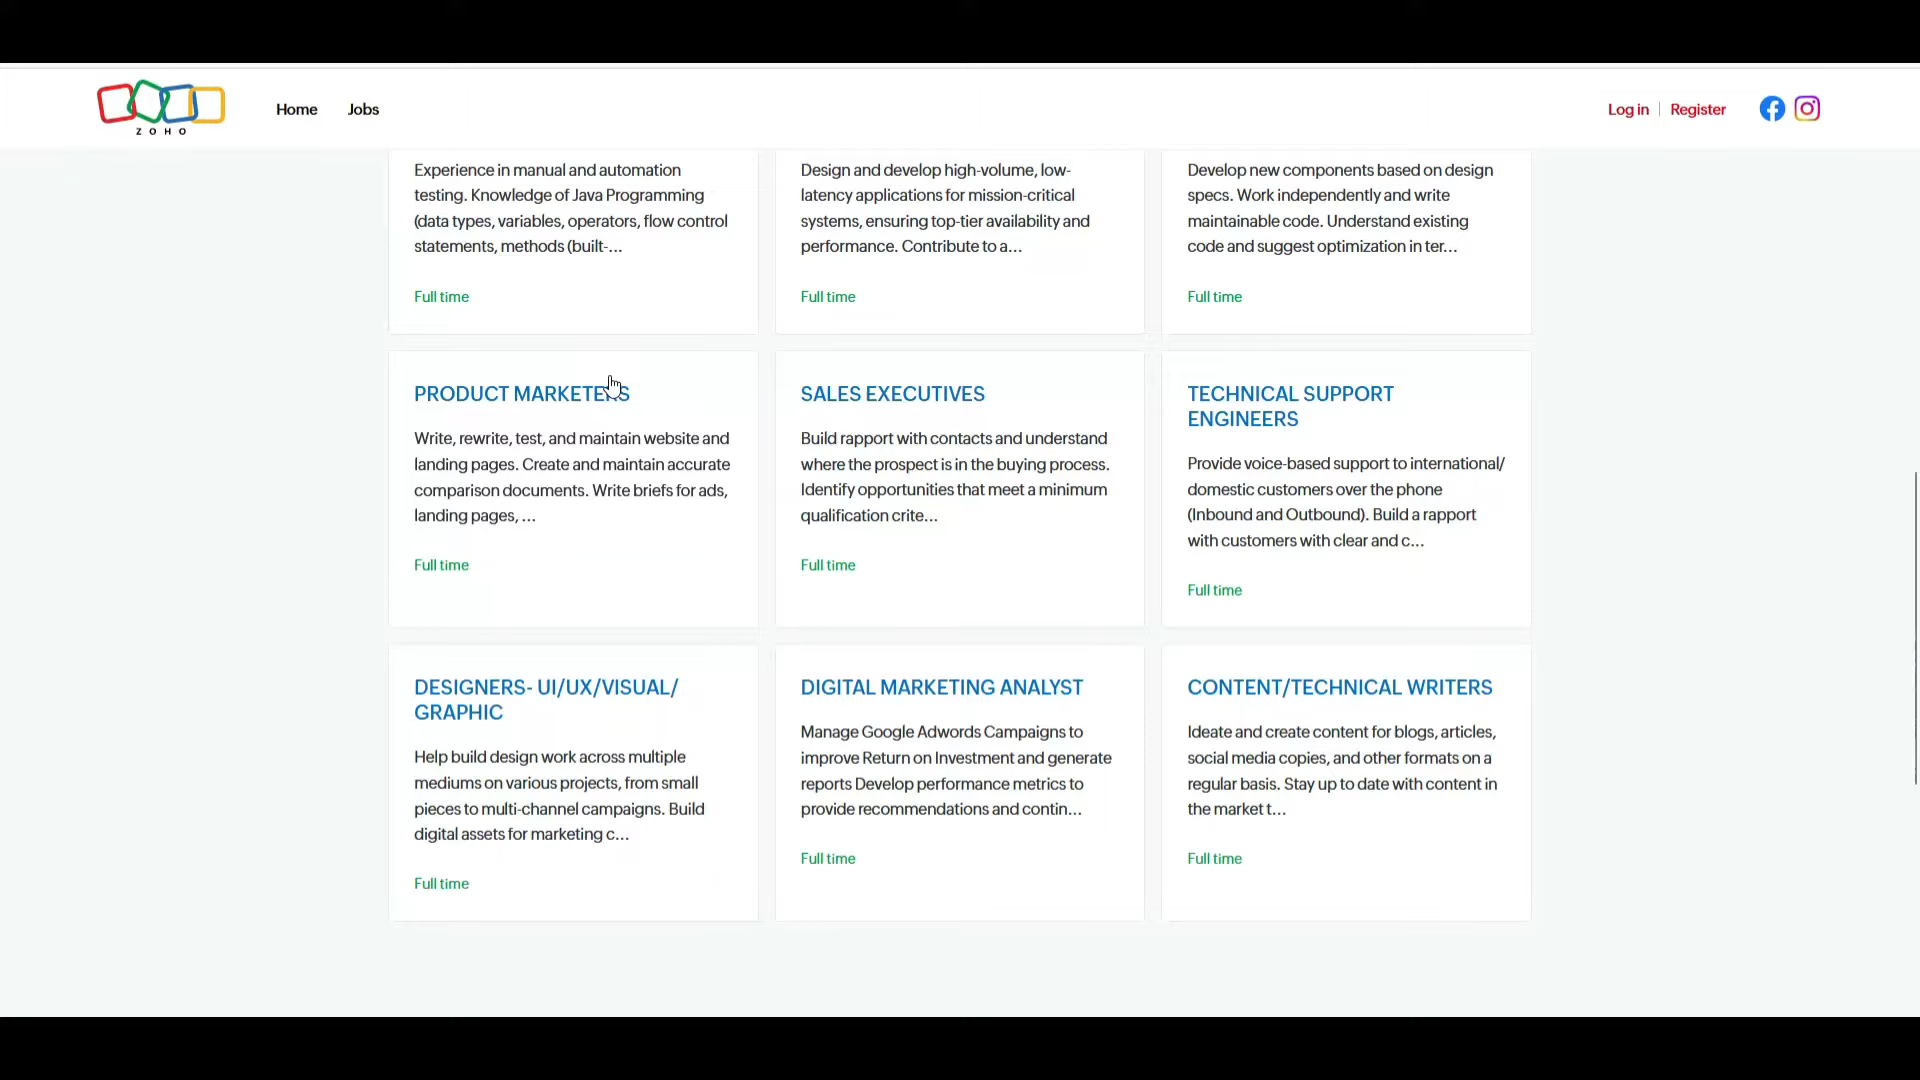 ZOHO
Home
Jobs
Log in
Register
Experience in manual and automation
testing. Knowledge of Java Programming
(data types, variables, operators, flow control
statements, methods (built-...
Full time
Design and develop high-volume, low-
latency applications for mission-critical
systems, ensuring top-tier availability and
performance. Contribute to a...
Full time
Develop new components based on design
specs. Work independently and write
maintainable code. Understand existing
code and suggest optimization in ter...
Full time
PRODUCT MARKETERS
Write, rewrite, test, and maintain website and
landing pages. Create and maintain accurate
comparison documents. Write briefs for ads,
landing pages, ...
Full time
SALES EXECUTIVES
Build rapport with contacts and understand
where the prospect is in the buying process.
Identify opportunities that meet a minimum
qualification crite...
Full time
TECHNICAL SUPPORT
ENGINEERS
Provide voice-based support to international/
domestic customers over the phone
(Inbound and Outbound). Build a rapport
with customers with clear and c...
Full time
DESIGNERS- UI/UX/VISUAL/
GRAPHIC
Help build design work across multiple
mediums on various projects, from small
pieces to multi-channel campaigns. Build
digital assets for marketing c...
Full time
DIGITAL MARKETING ANALYST
Manage Google Adwords Campaigns to
improve Return on Investment and generate
reports Develop performance metrics to
provide recommendations and contin...
Full time
CONTENT/TECHNICAL WRITERS
Ideate and create content for blogs, articles,
social media copies, and other formats on a
regular basis. Stay up to date with content in
the market t...
Full time